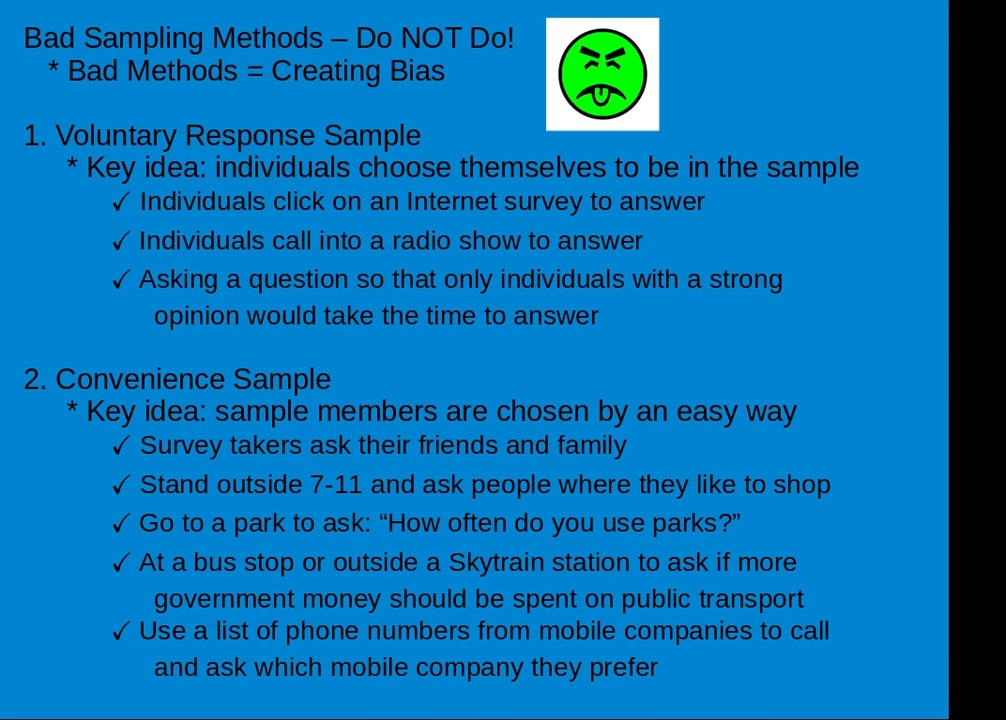 Bad Sampling Methods – Do NOT Do!
* Bad Methods = Creating Bias
1. Voluntary Response Sample
* Key idea: individuals choose themselves to be in the sample
✓ Individuals click on an Internet survey to answer
✓ Individuals call into a radio show to answer
✓ Asking a question so that only individuals with a strong
opinion would take the time to answer
2. Convenience Sample
* Key idea: sample members are chosen by an easy way
✓ Survey takers ask their friends and family
✓ Stand outside 7-11 and ask people where they like to shop
✓ Go to a park to ask: “How often do you use parks?”
✓ At a bus stop or outside a Skytrain station to ask if more
government money should be spent on public transport
✓ Use a list of phone numbers from mobile companies to call
and ask which mobile company they prefer